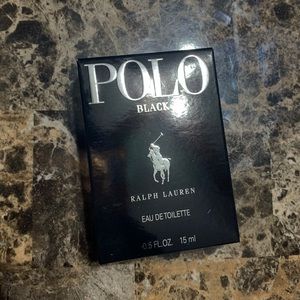 POLO
BLACK
RALPH LAUREN
EAU DE TOILETTE
0.5 FL.OZ. 15 ml